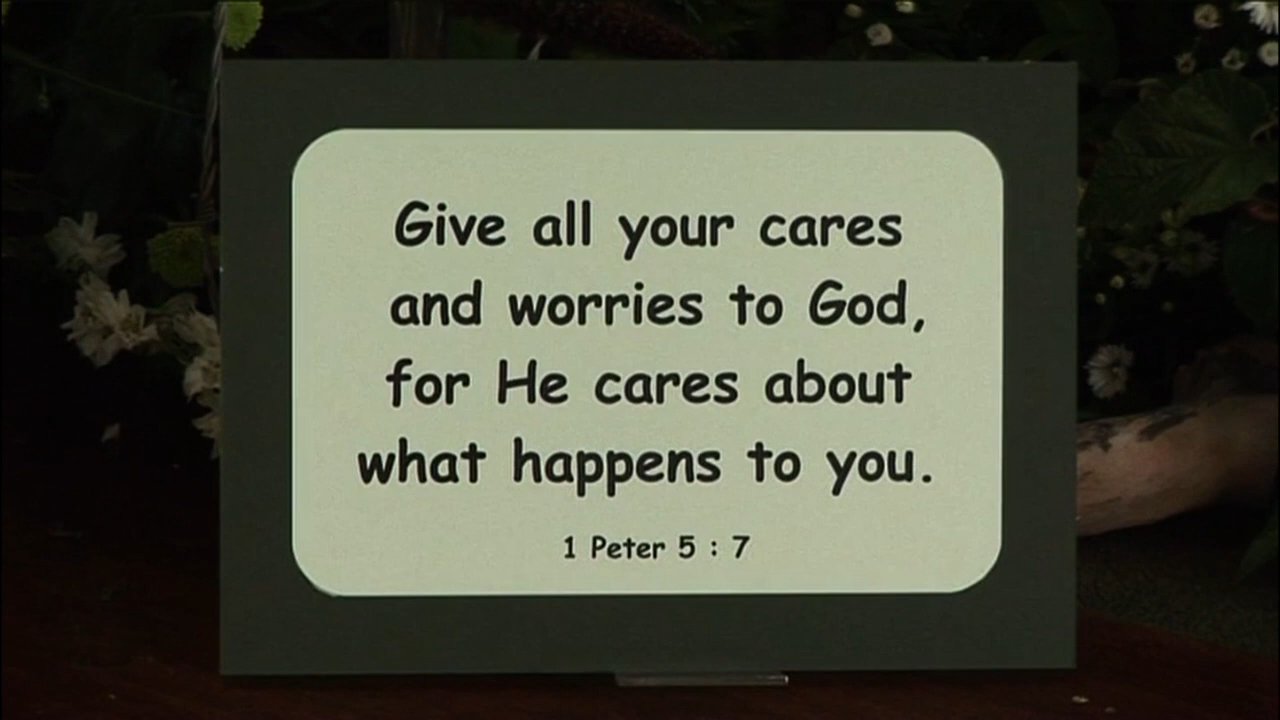 Give all your cares
and worries to God,
for He cares about
what happens to you.
1 Peter 5 : 7